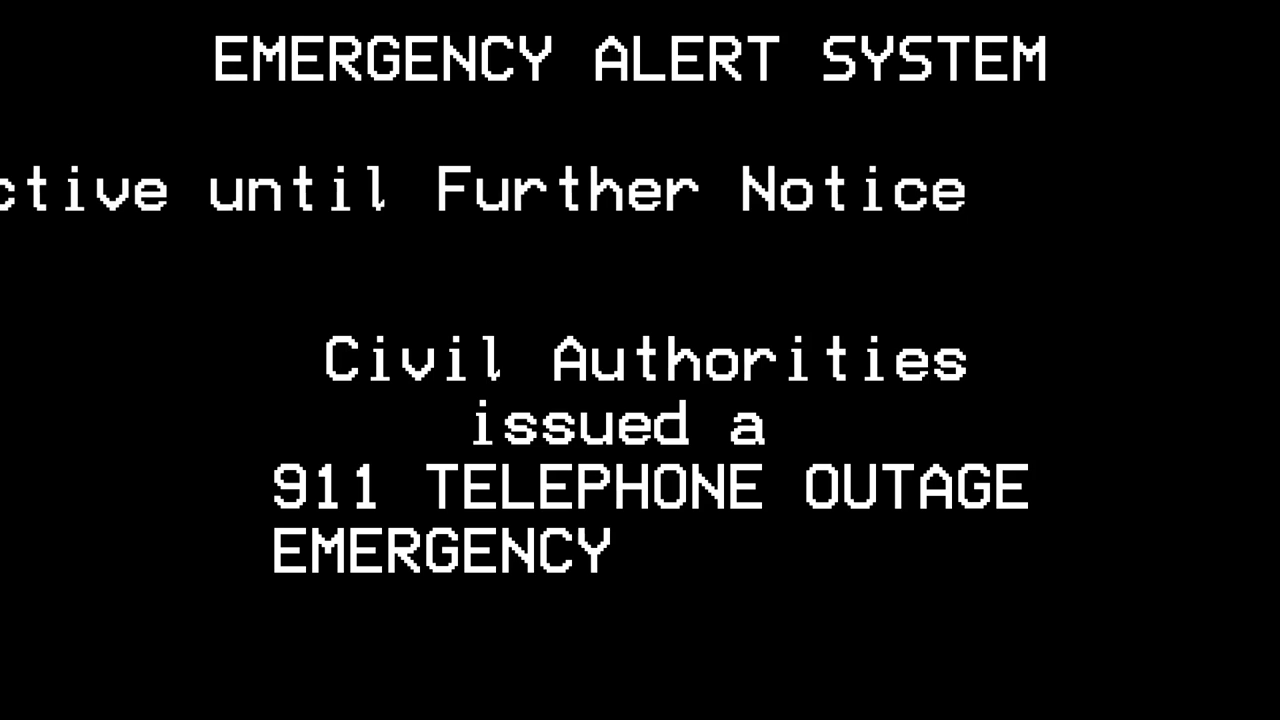 EMERGENCY ALERT SYSTEM
ctive until Further Notice
Civil Authorities
issued a
911 TELEPHONE OUTAGE
EMERGENCY